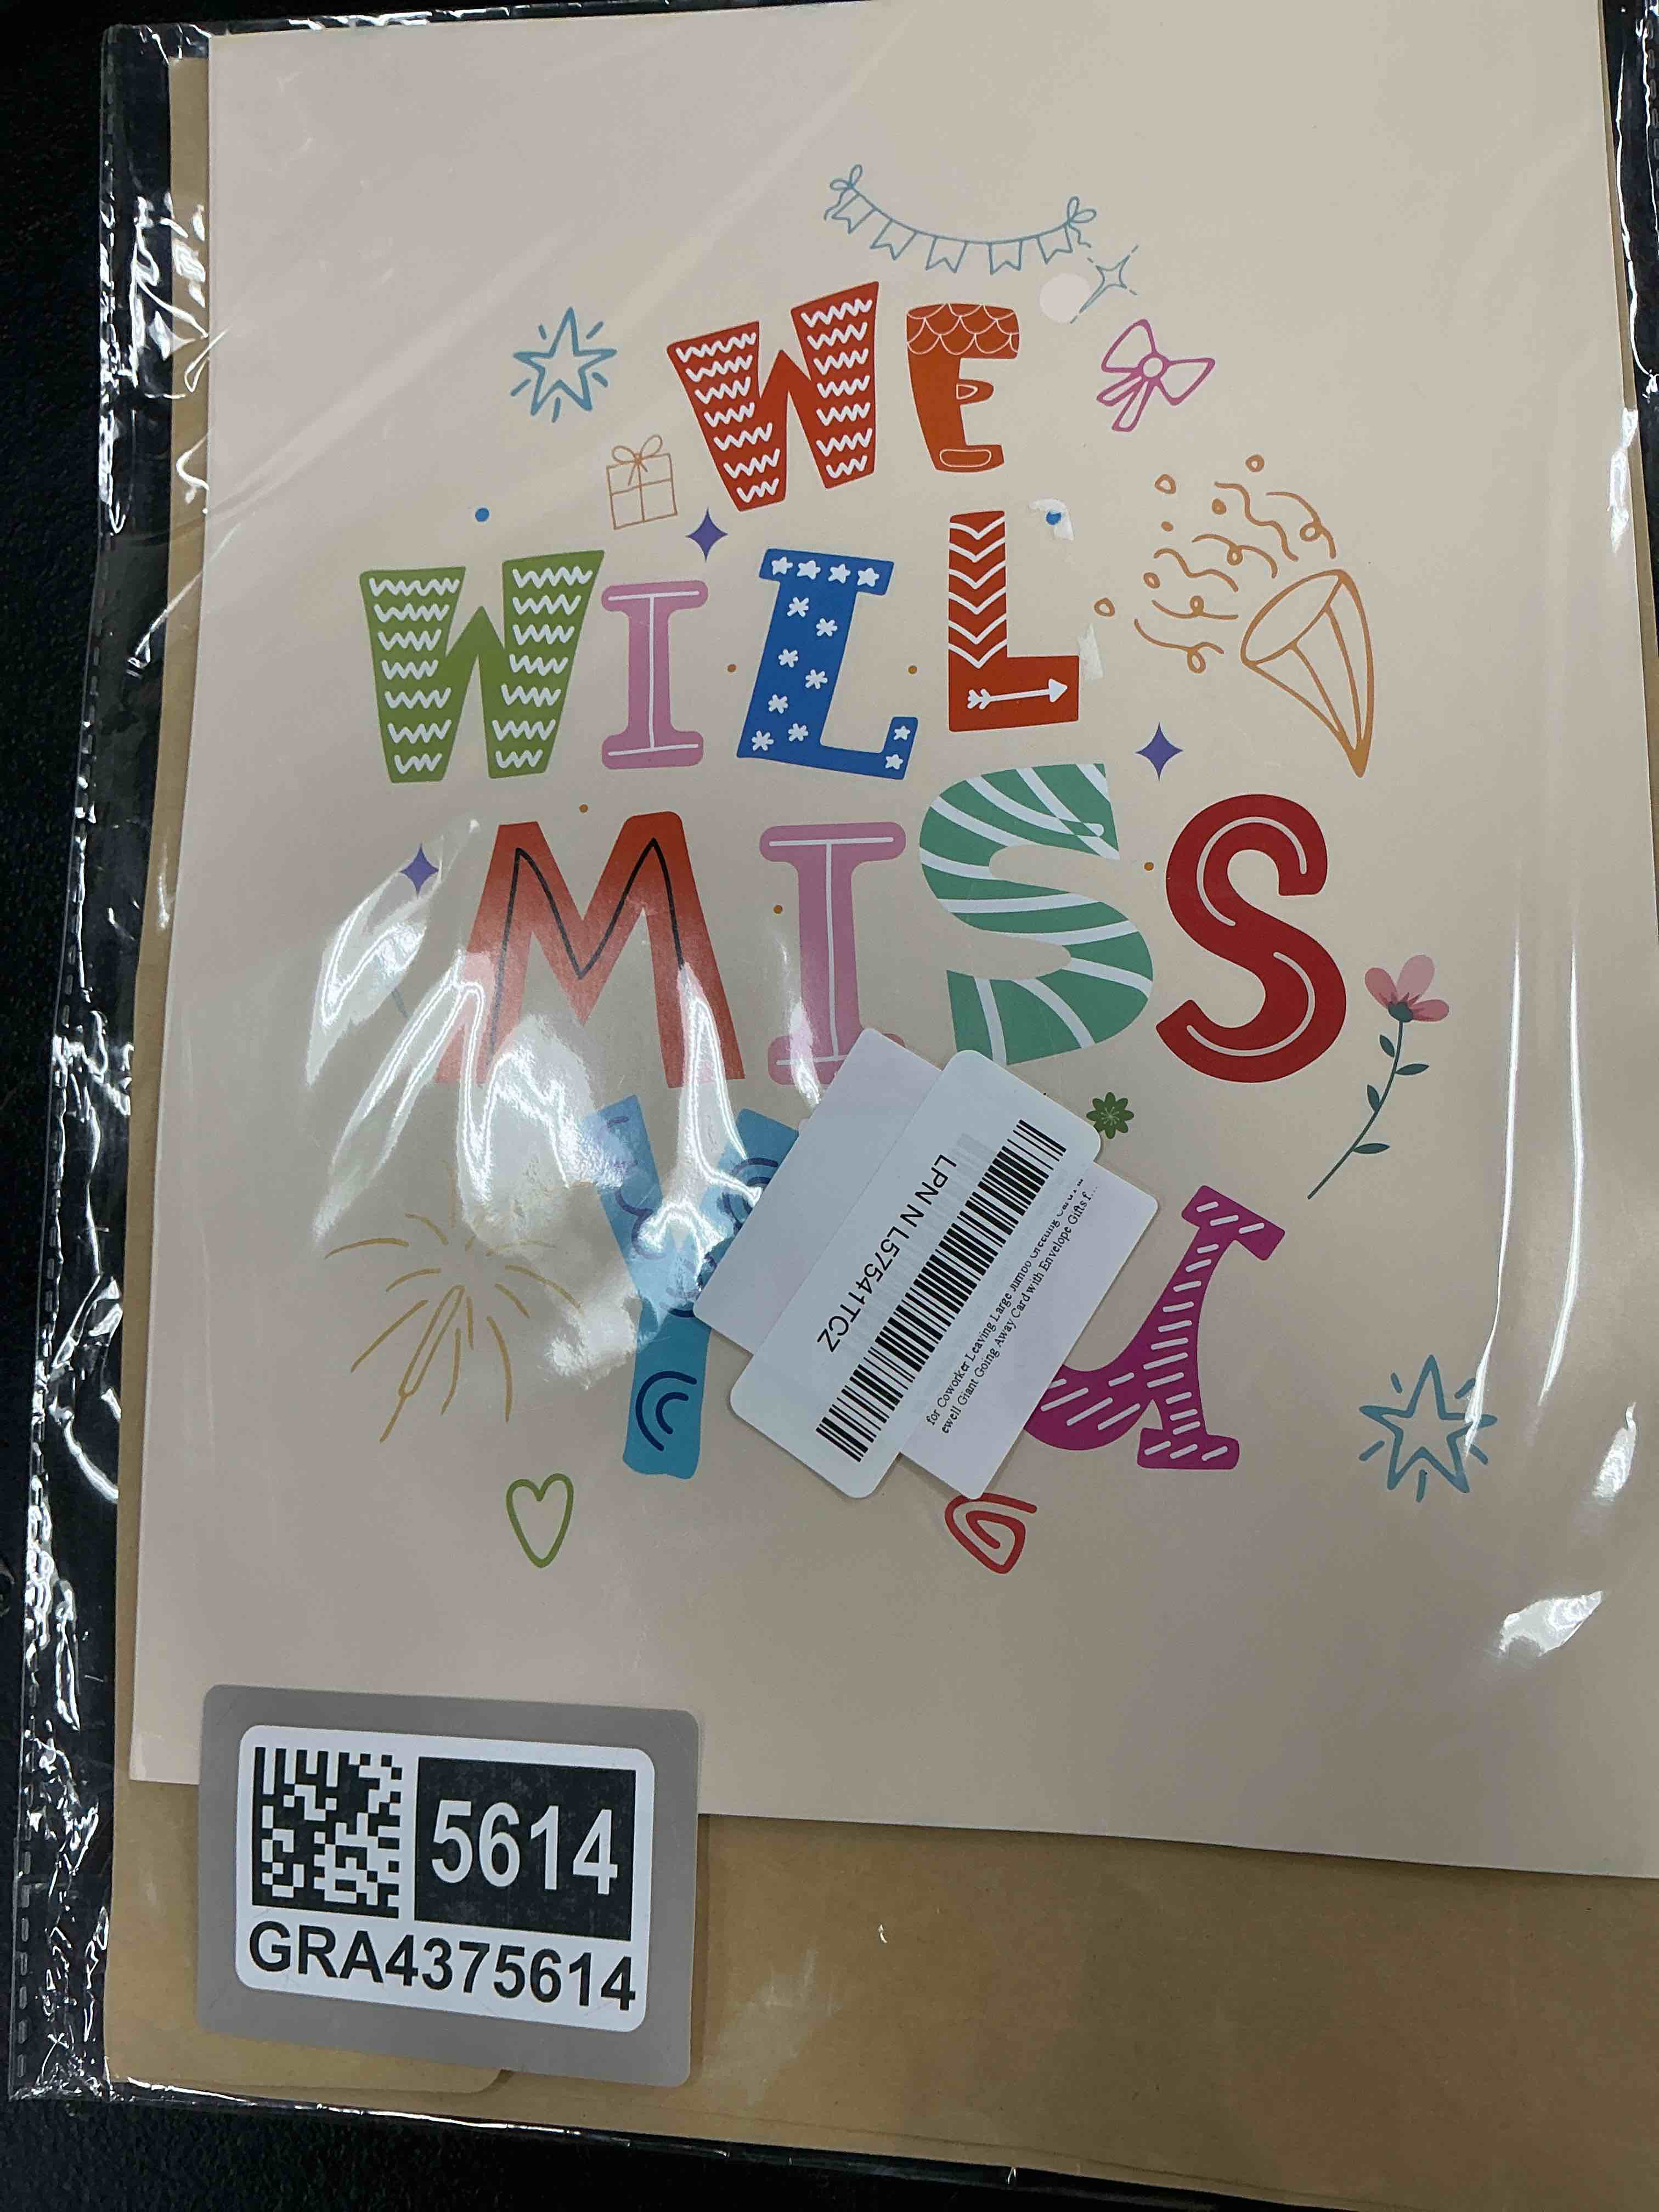 WE
WILL
MISS
Y U
LPN N L57541TCZ
for Coworker Leaving Large Jumbo Greeting
ewell Giant Going Away Card with Envelope Gifts f...
5614
GRA4375614